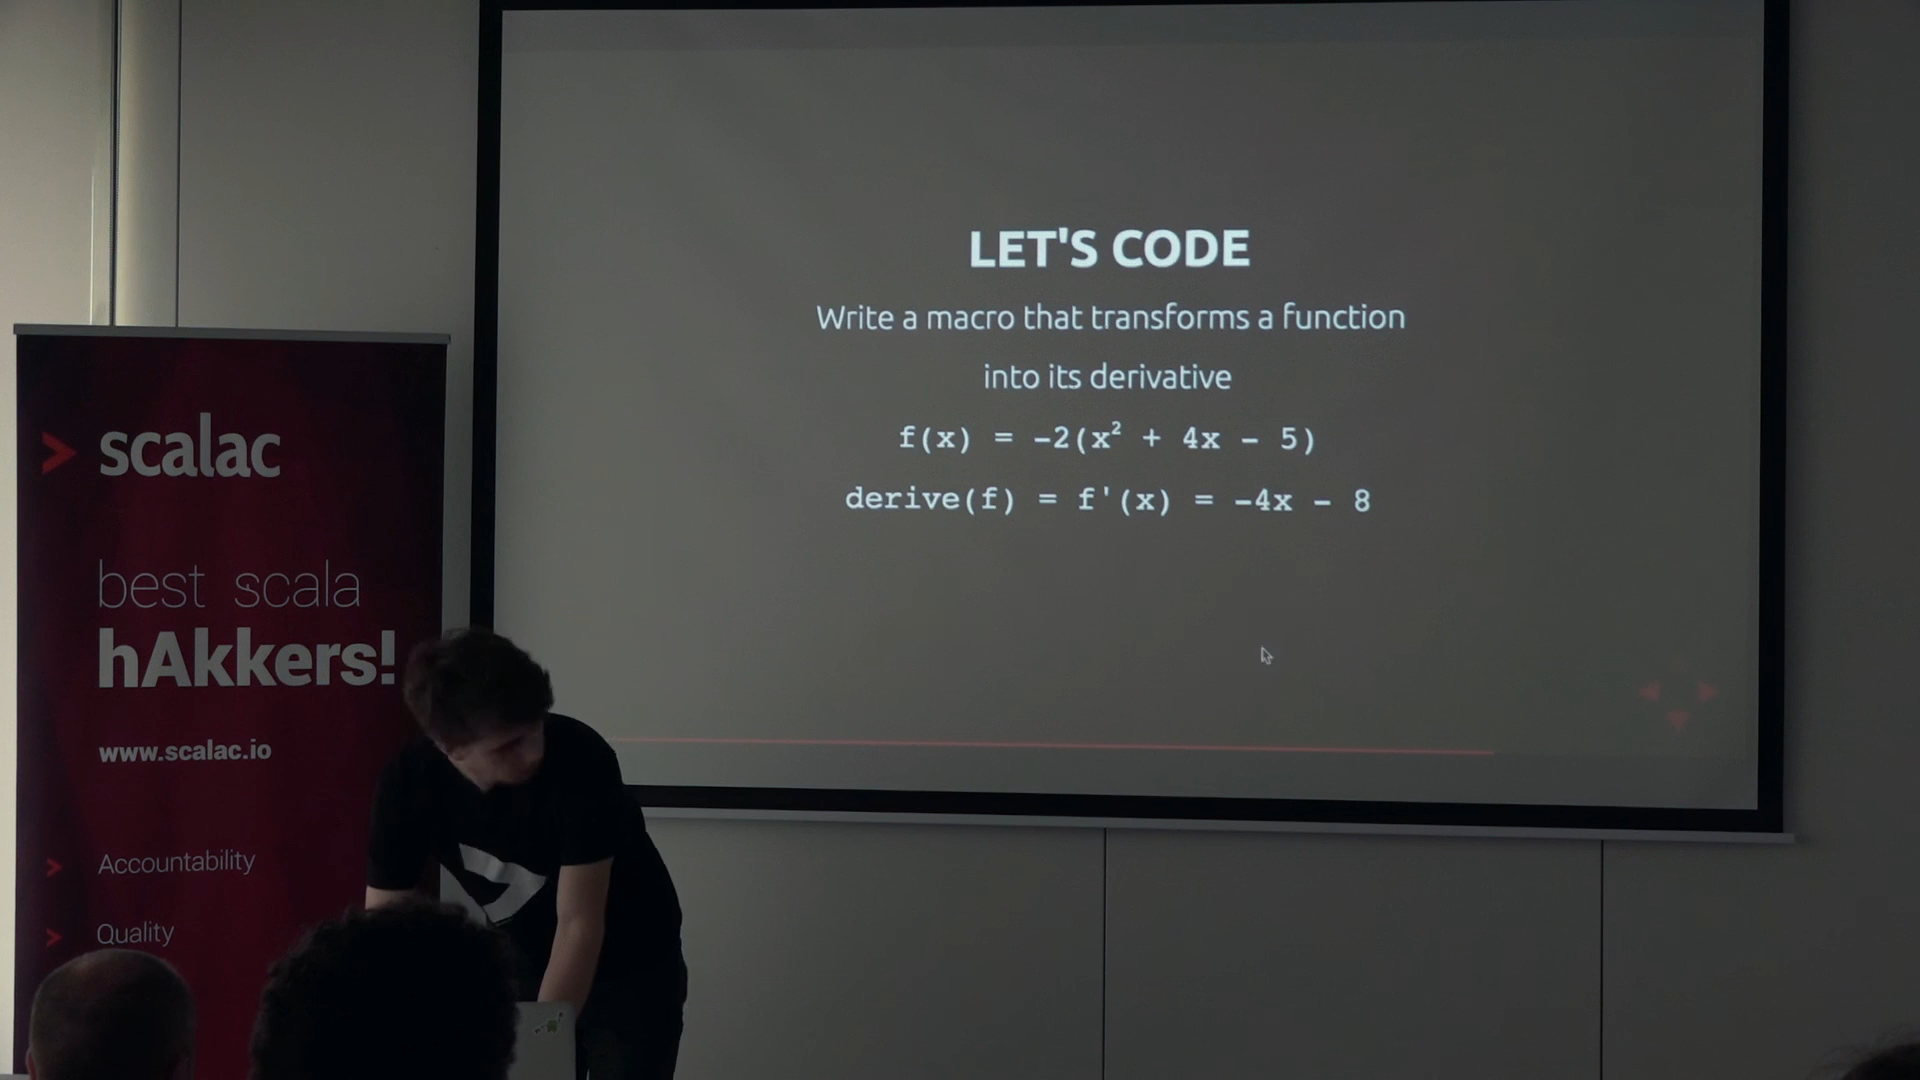 LET'S CODE
Write a macro that transforms a function
into its derivative
f(x) = -2(x² + 4x - 5)
derive(f) = f'(x) = -4x - 8
scalac
best scala
hAkkers!
www.scalac.io
Accountability
Quality